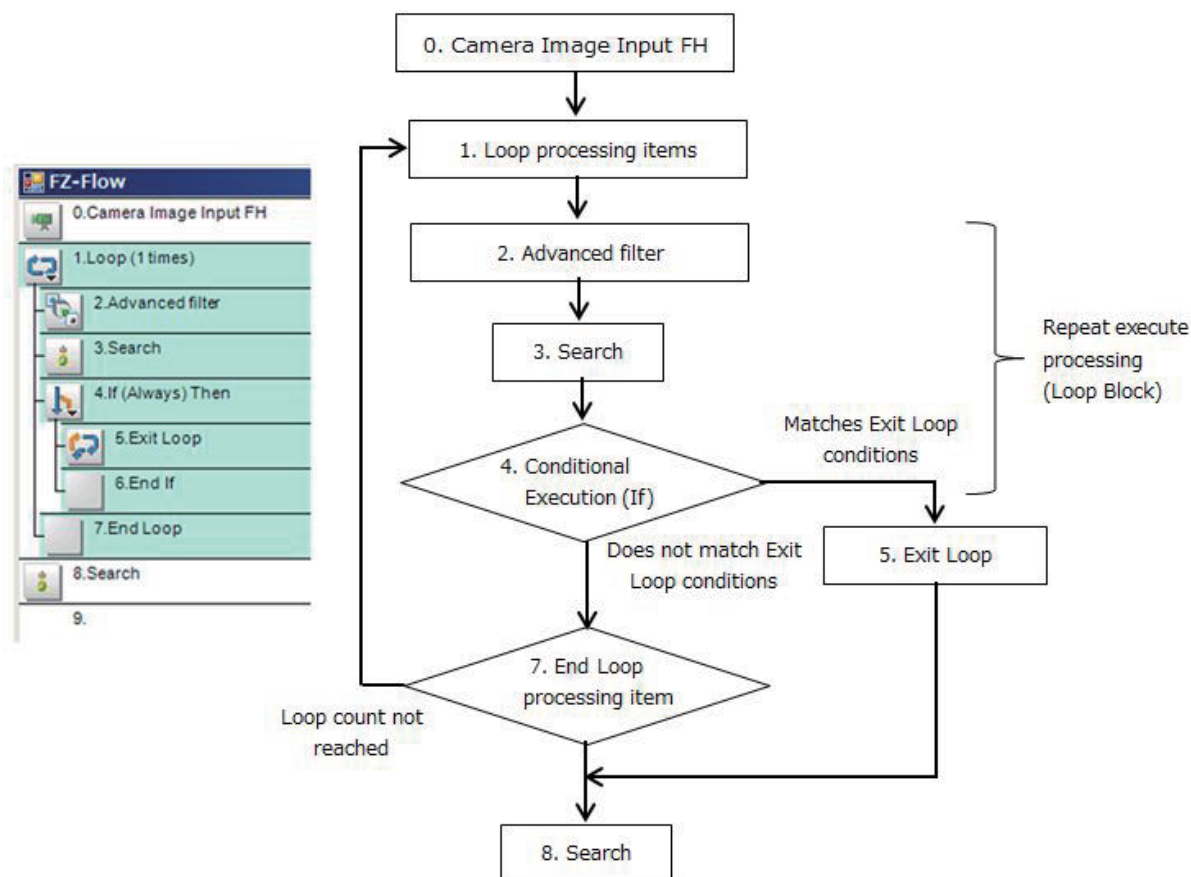 FZ-Flow
0.Camera Image Input FH
1.Loop (1 times)
2.Advanced filter
3.Search
4.If (Always) Then
5.Exit Loop
6.End If
7.End Loop
8.Search
9.
0. Camera Image Input FH
1. Loop processing items
2. Advanced filter
3. Search
4. Conditional
Execution (If)
Matches Exit Loop
conditions
Does not match Exit
Loop conditions
5. Exit Loop
7. End Loop
processing item
Loop count not
reached
8. Search
Repeat execute
processing
(Loop Block)